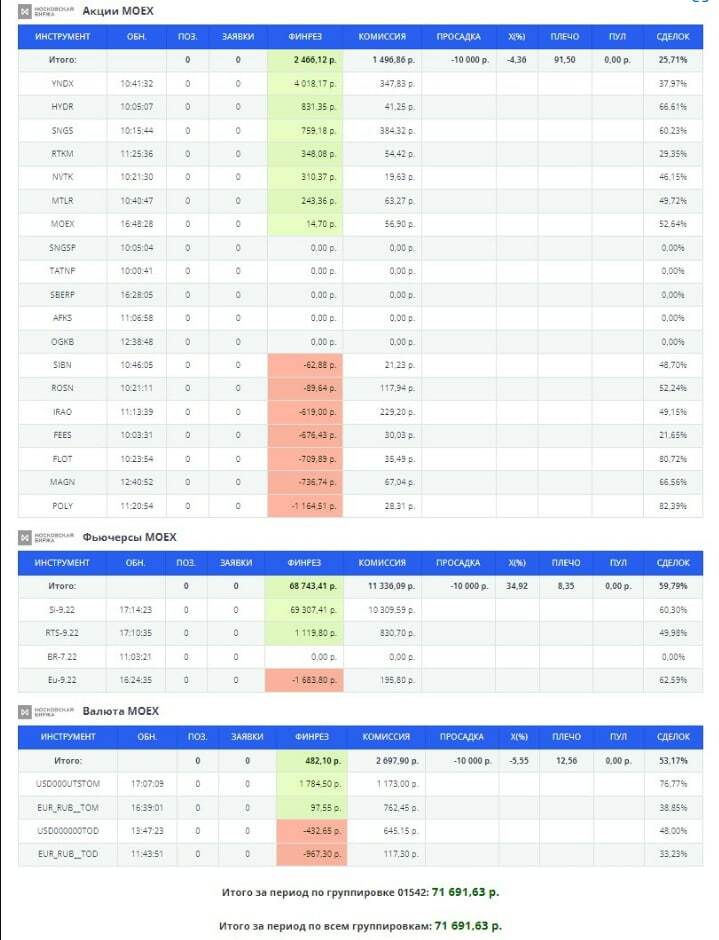 МОСКОВСКАЯ БИРЖА Акции MOEX
ИНСТРУМЕНТ ОБН. ПОЗ. ЗАЯВКИ ФИНРЕЗ КОМИССИЯ ПРОСАДКА X(%) ПЛЕЧО ПУЛ СДЕЛОК
Итого: 0 0 2 466,12 р. 1 496,86 р. -10 000 р. -4,36 91,50 0,00 р. 25,71%
YNDX 10:41:32 0 0 4 018,17 р. 347,83 р. 37,97%
HYDR 10:05:07 0 0 831,35 р. 41,25 р. 66,61%
SNGS 10:15:44 0 0 759,18 р. 384,32 р. 60,23%
RTKM 11:25:36 0 0 348,08 р. 54,42 р. 29,35%
NVTK 10:21:30 0 0 310,37 р. 19,63 р. 46,15%
MTLR 10:40:47 0 0 243,36 р. 63,27 р. 49,72%
MOEX 16:48:28 0 0 14,70 р. 56,90 р. 52,64%
SNGSP 10:05:04 0 0 0,00 р. 0,00 р. 0,00%
TATNP 10:00:41 0 0 0,00 р. 0,00 р. 0,00%
SBERP 16:28:05 0 0 0,00 р. 0,00 р. 0,00%
AFKS 11:06:58 0 0 0,00 р. 0,00 р. 0,00%
OGKB 12:38:48 0 0 0,00 р. 0,00 р. 0,00%
SIBN 10:46:05 0 0 -62,88 р. 21,23 р. 48,70%
ROSN 10:21:11 0 0 -89,64 р. 117,94 р. 52,24%
IRAO 11:13:39 0 0 -619,00 р. 229,20 р. 49,15%
FEES 10:03:31 0 0 -676,43 р. 30,03 р. 21,65%
FLOT 10:23:54 0 0 -709,89 р. 35,49 р. 80,72%
MAGN 12:40:52 0 0 -736,74 р. 67,04 р. 66,56%
POLY 11:20:54 0 0 -1 164,51 р. 28,31 р. 82,39%
МОСКОВСКАЯ БИРЖА Фьючерсы MOEX
ИНСТРУМЕНТ ОБН. ПОЗ. ЗАЯВКИ ФИНРЕЗ КОМИССИЯ ПРОСАДКА X(%) ПЛЕЧО ПУЛ СДЕЛОК
Итого: 0 0 68 743,41 р. 11 336,09 р. -10 000 р. 34,92 8,35 0,00 р. 59,79%
Si-9.22 17:14:23 0 0 69 307,41 р. 10 309,59 р. 60,30%
RTS-9.22 17:10:35 0 0 1 119,80 р. 830,70 р. 49,98%
BR-7.22 11:03:21 0 0 0,00 р. 0,00 р. 0,00%
Eu-9.22 16:24:35 0 0 -1 683,80 р. 195,80 р. 62,59%
МОСКОВСКАЯ БИРЖА Валюта MOEX
ИНСТРУМЕНТ ОБН. ПОЗ. ЗАЯВКИ ФИНРЕЗ КОМИССИЯ ПРОСАДКА X(%) ПЛЕЧО ПУЛ СДЕЛОК
Итого: 0 0 482,10 р. 2 697,90 р. -10 000 р. -5,55 12,56 0,00 р. 53,17%
USD000UTSTOM 17:07:09 0 0 1 784,50 р. 1 173,00 р. 76,77%
EUR_RUB__TOM 16:39:01 0 0 97,55 р. 762,45 р. 38,85%
USD000000TOD 13:47:23 0 0 -432,65 р. 645,15 р. 48,00%
EUR_RUB__TOD 11:43:51 0 0 -967,30 р. 117,30 р. 33,23%
Итого за период по группировке 01542: 71 691,63 р.
Итого за период по всем группировкам: 71 691,63 р.